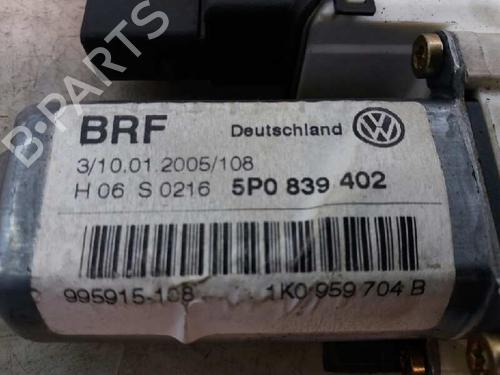 B-PARTS
BRF Deutschland
3/10.01.2005/108
H 06 S 0216 5P0 839 402
995915-108 1K0 959 704 B